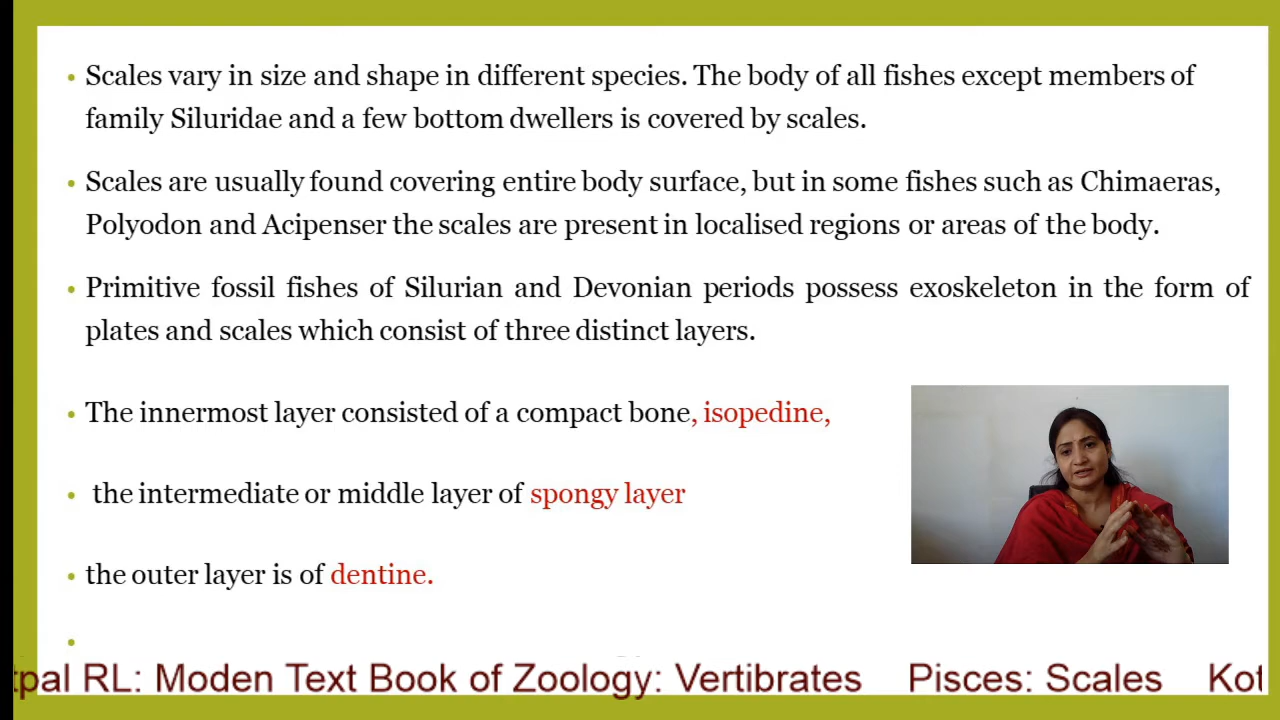 Scales vary in size and shape in different species. The body of all fishes except members of
family Siluridae and a few bottom dwellers is covered by scales.
Scales are usually found covering entire body surface, but in some fishes such as Chimaeras,
Polyodon and Acipenser the scales are present in localised regions or areas of the body.
Primitive fossil fishes of Silurian and Devonian periods possess exoskeleton in the form of
plates and scales which consist of three distinct layers.
The innermost layer consisted of a compact bone, isopedine,
the intermediate or middle layer of spongy layer
the outer layer is of dentine.
tpal RL: Moden Text Book of Zoology: Vertibrates Pisces: Scales Kot